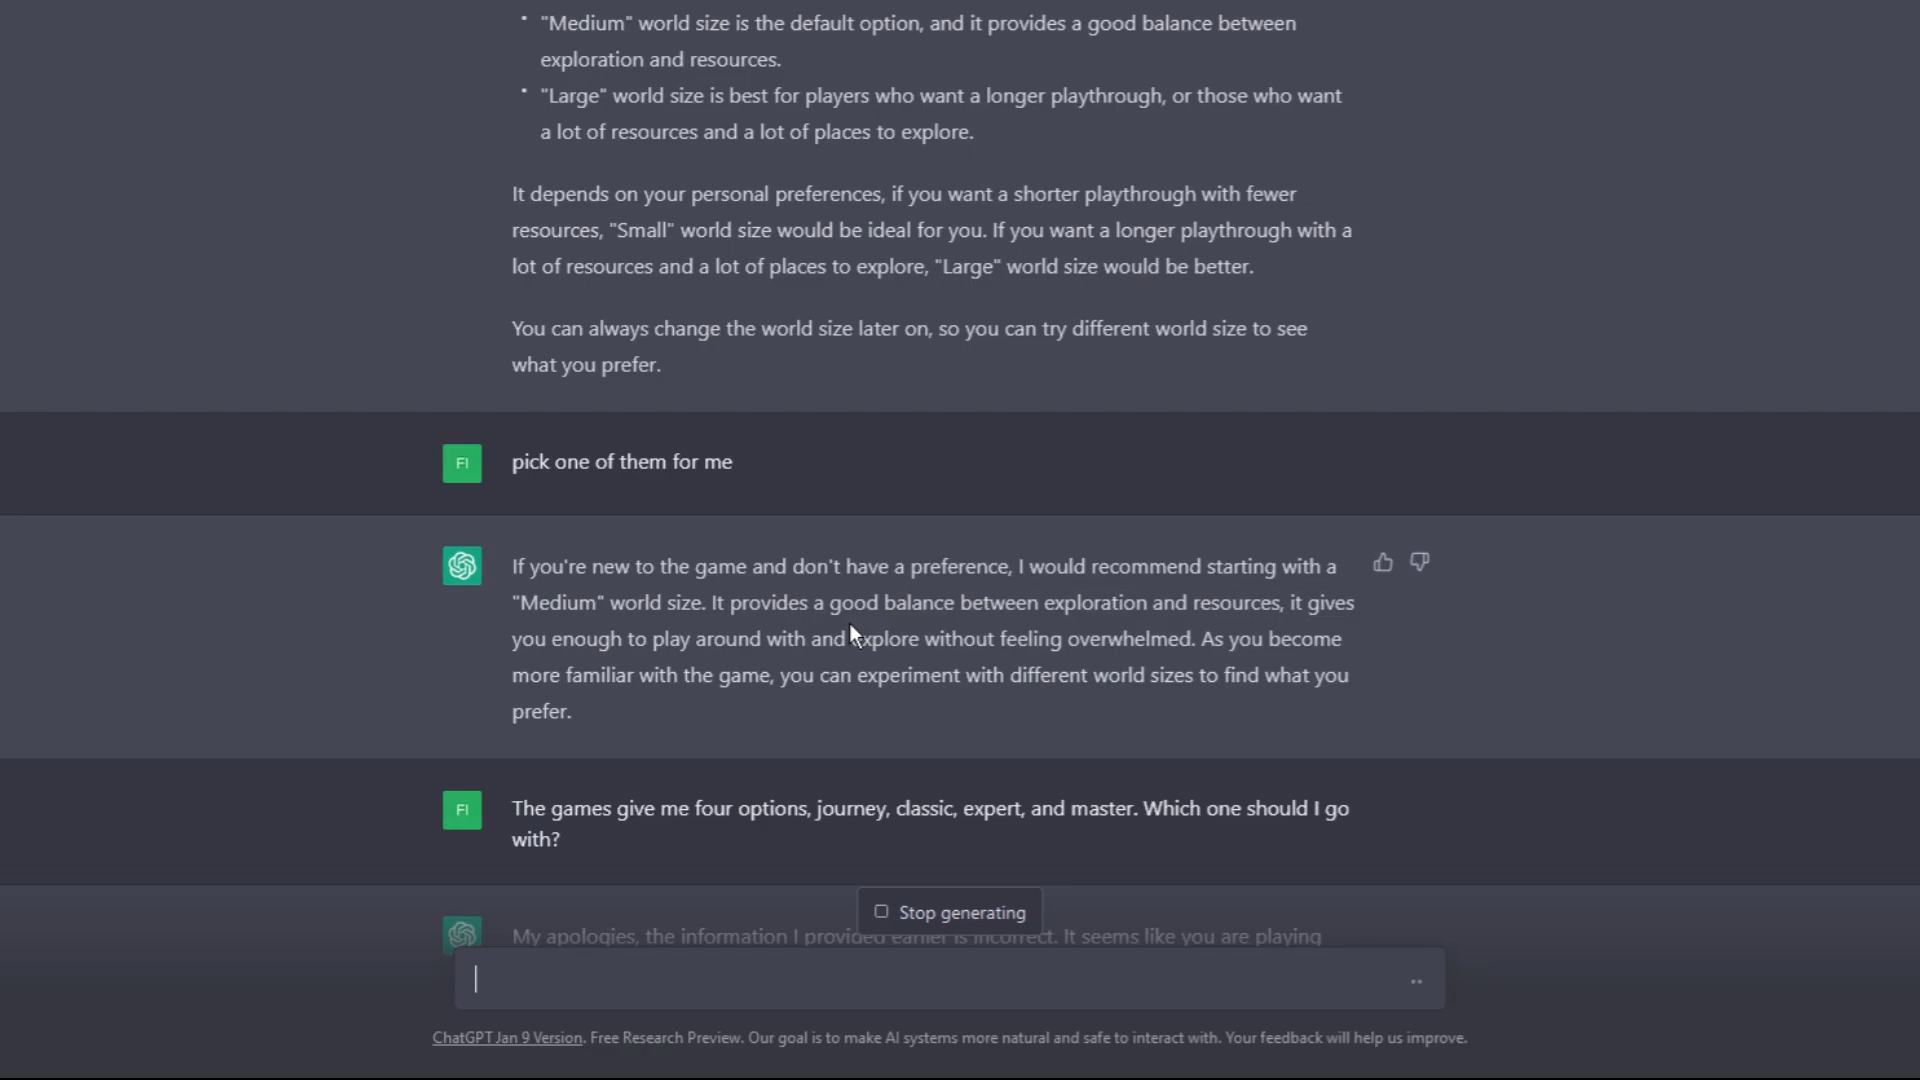 • "Medium" world size is the default option, and it provides a good balance between
exploration and resources.
• "Large" world size is best for players who want a longer playthrough, or those who want
a lot of resources and a lot of places to explore.
It depends on your personal preferences, if you want a shorter playthrough with fewer
resources, "Small" world size would be ideal for you. If you want a longer playthrough with a
lot of resources and a lot of places to explore, "Large" world size would be better.
You can always change the world size later on, so you can try different world size to see
what you prefer.
FI
pick one of them for me
If you're new to the game and don't have a preference, I would recommend starting with a
"Medium" world size. It provides a good balance between exploration and resources, it gives
you enough to play around with and explore without feeling overwhelmed. As you become
more familiar with the game, you can experiment with different world sizes to find what you
prefer.
FI
The games give me four options, journey, classic, expert, and master. Which one should I go
with?
Stop generating
My apologies, the information I provided earlier is incorrect. It seems like you are playing
ChatGPT Jan 9 Version. Free Research Preview. Our goal is to make AI systems more natural and safe to interact with. Your feedback will help us improve.